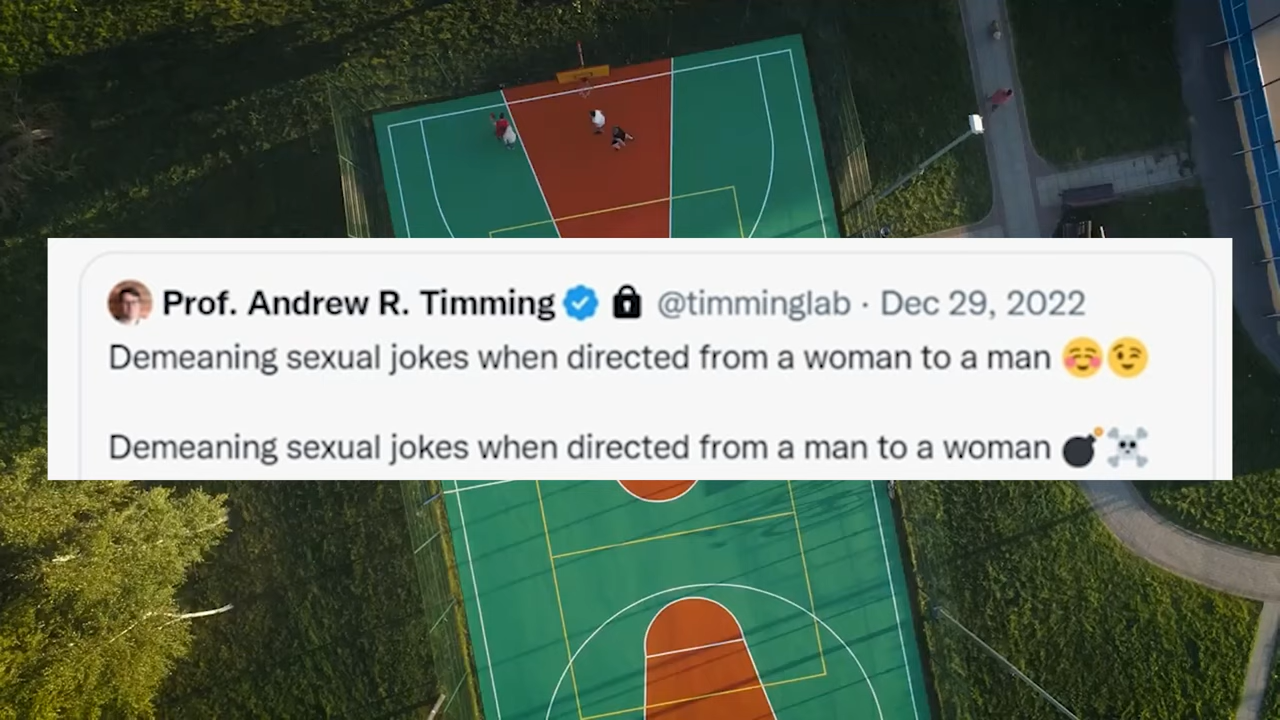 Prof. Andrew R. Timming @timminglab · Dec 29, 2022
Demeaning sexual jokes when directed from a woman to a man ☺️😉
Demeaning sexual jokes when directed from a man to a woman 💣☠️